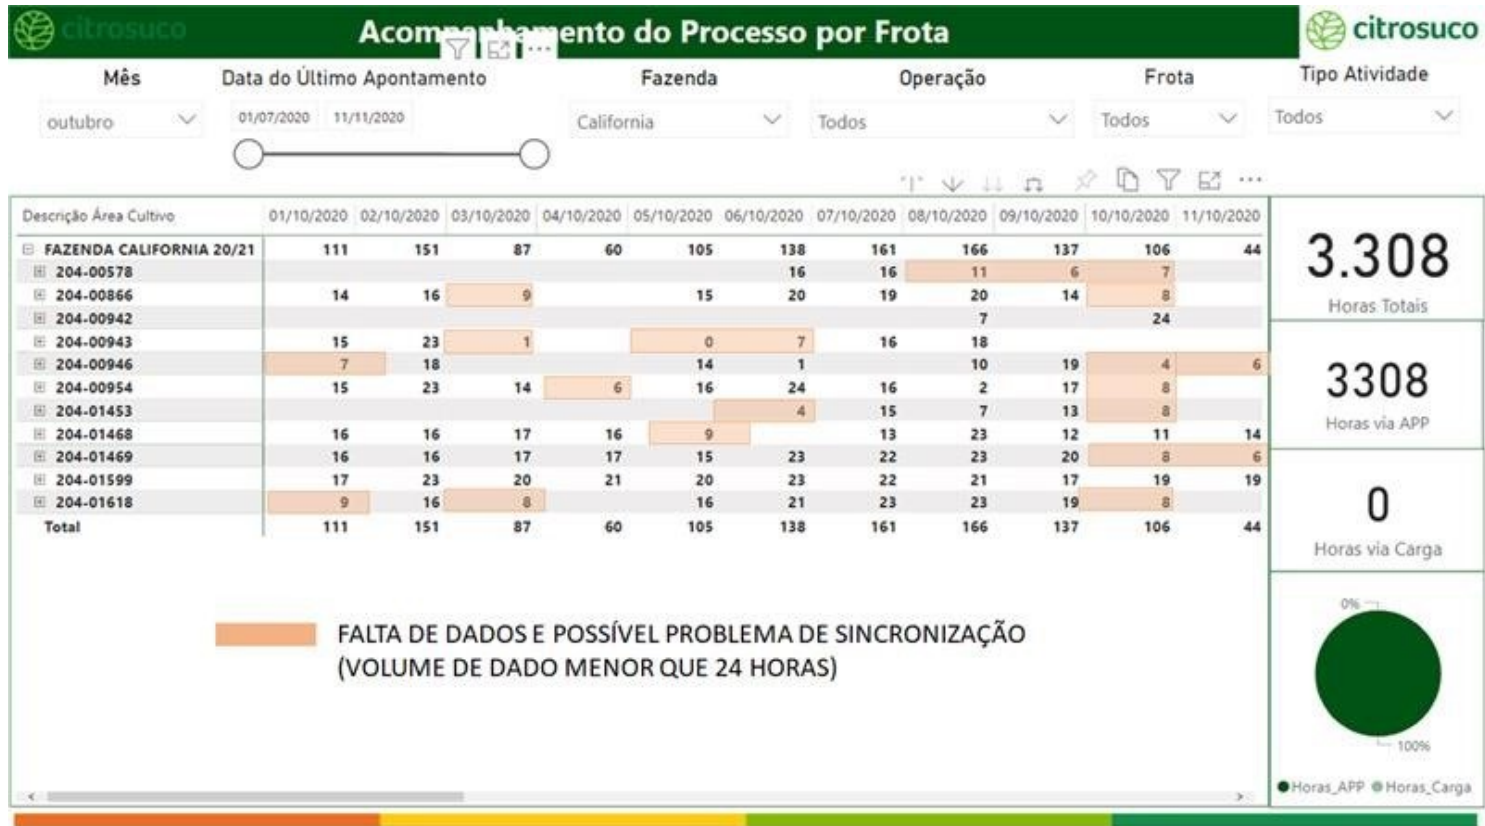 citrosuco
Acompanhamento do Processo por Frota
citrosuco
Mês Data do Último Apontamento Fazenda Operação Frota Tipo Atividade
outubro 01/07/2020 11/11/2020 California Todos Todos Todos
Descrição Área Cultivo 01/10/2020 02/10/2020 03/10/2020 04/10/2020 05/10/2020 06/10/2020 07/10/2020 08/10/2020 09/10/2020 10/10/2020 11/10/2020
FAZENDA CALIFORNIA 20/21 111 151 87 60 105 138 161 166 137 106 44
204-00578 16 16 11 6 7
204-00866 14 16 9 15 20 19 20 14 8
204-00942 7 24
204-00943 15 23 1 0 7 16 18
204-00946 7 18 14 1 10 19 4 6
204-00954 15 23 14 6 16 24 16 2 17 8
204-01453 4 15 7 13 8
204-01468 16 16 17 16 9 13 23 12 11 14
204-01469 16 16 17 17 15 23 22 23 20 8 6
204-01599 17 23 20 21 20 23 22 21 17 19 19
204-01618 9 16 8 16 21 23 23 19 8
Total 111 151 87 60 105 138 161 166 137 106 44
3.308
Horas Totais
3308
Horas via APP
0
Horas via Carga
0%
100%
Horas_APP Horas_Carga
FALTA DE DADOS E POSSÍVEL PROBLEMA DE SINCRONIZAÇÃO
(VOLUME DE DADO MENOR QUE 24 HORAS)